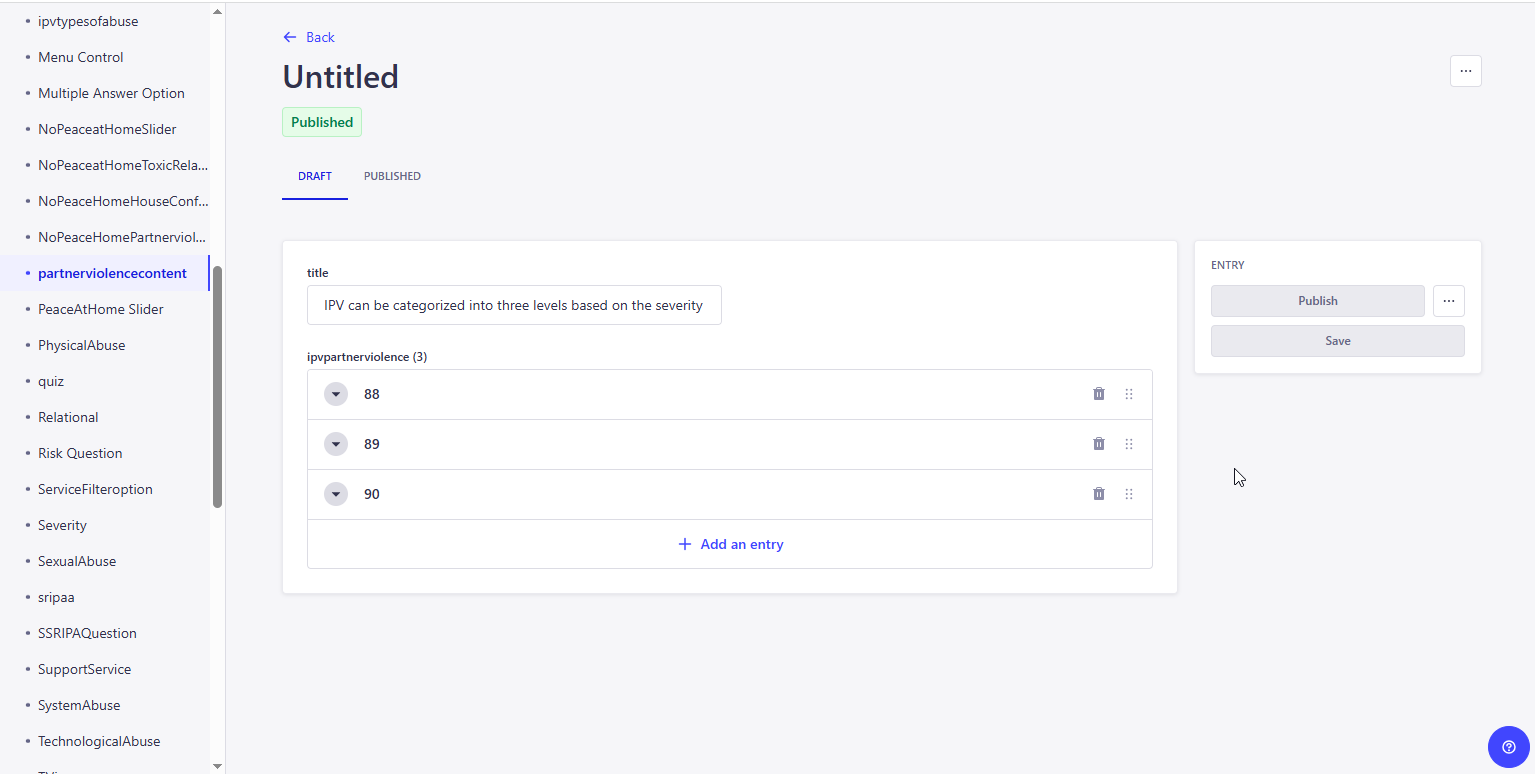 ipvtypesofabuse
Menu Control
Multiple Answer Option
NoPeaceatHomeSlider
NoPeaceatHomeToxicRela...
NoPeaceHomeHouseConf...
NoPeaceHomePartnerviol...
partnerviolencecontent
PeaceAtHome Slider
PhysicalAbuse
quiz
Relational
Risk Question
ServiceFilteroption
Severity
SexualAbuse
sripaa
SSRIPAQuestion
SupportService
SystemAbuse
TechnologicalAbuse
Back
Untitled
Published
DRAFT PUBLISHED
title
IPV can be categorized into three levels based on the severity
ipvpartnerviolence (3)
88
89
90
Add an entry
ENTRY
Publish
Save